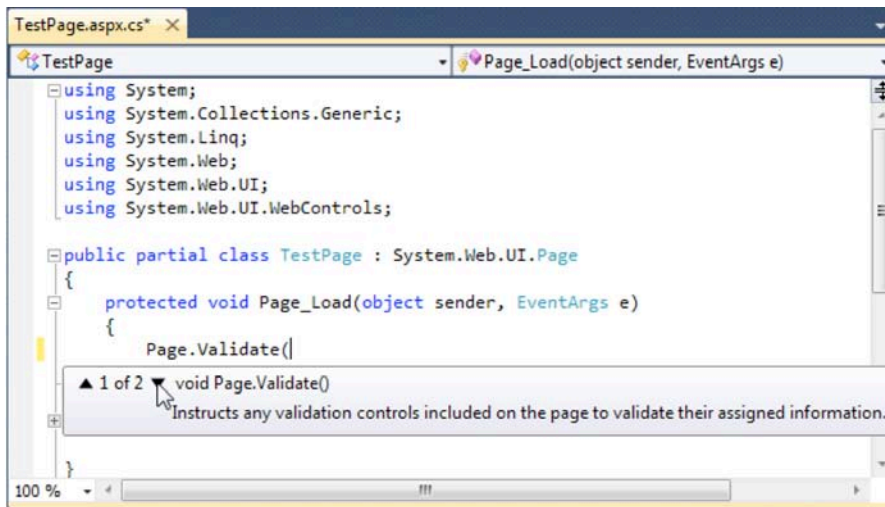 TestPage.aspx.cs*
TestPage Page_Load(object sender, EventArgs e)
using System;
using System.Collections.Generic;
using System.Linq;
using System.Web;
using System.Web.UI;
using System.Web.UI.WebControls;
public partial class TestPage : System.Web.UI.Page
{
protected void Page_Load(object sender, EventArgs e)
{
Page.Validate(
▲ 1 of 2 ▼ void Page.Validate()
Instructs any validation controls included on the page to validate their assigned information.
}
100 %